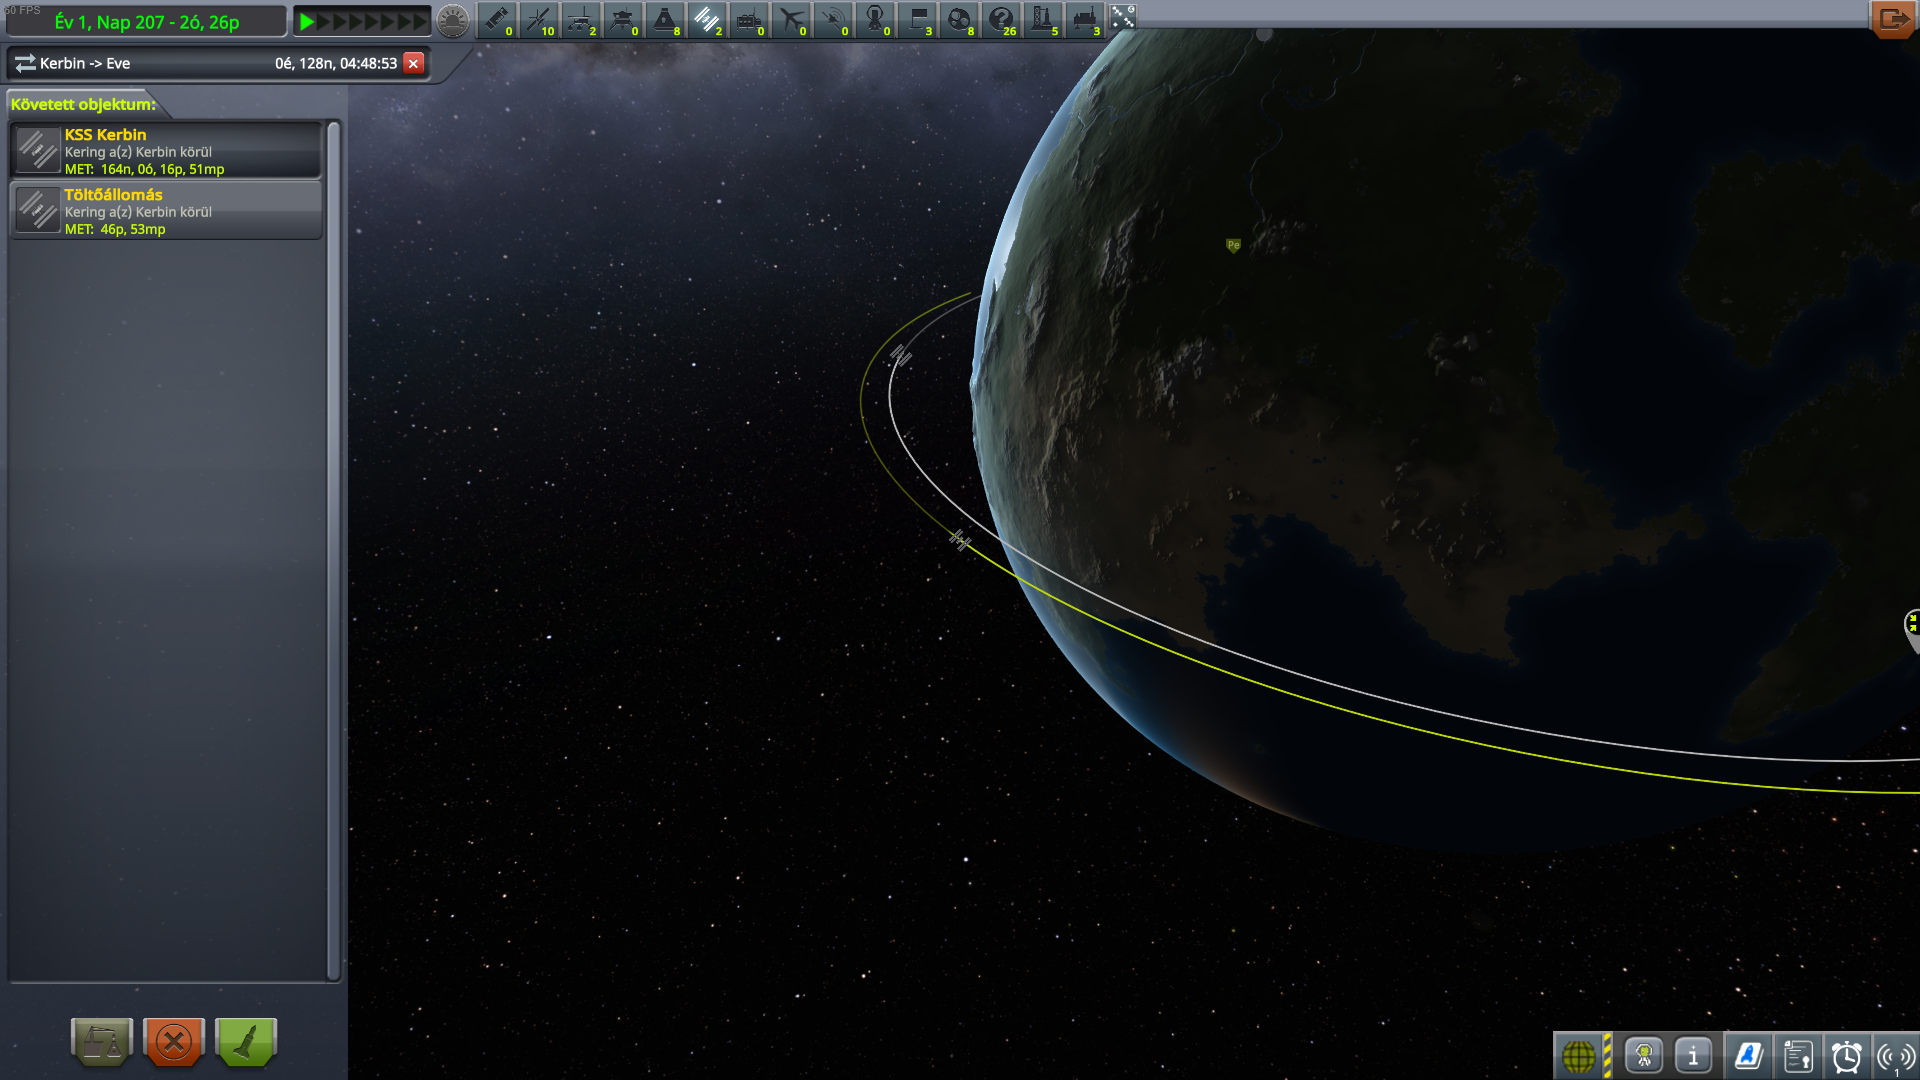 60 FPS
Év 1, Nap 207 - 2ó, 26p
0
10
2
0
8
2
0
0
0
0
3
8
26
5
3
G
Kerbin -> Eve 0é, 128n, 04:48:53
Követett objektum:
KSS Kerbin
Kering a(z) Kerbin körül
MET: 164n, 0ó, 16p, 51mp
Töltőállomás
Kering a(z) Kerbin körül
MET: 46p, 53mp
Pe
1